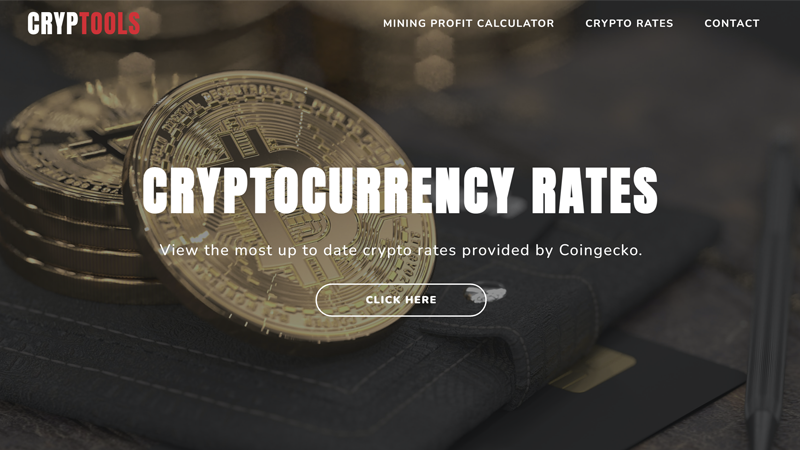 CRYPTOOLS
MINING PROFIT CALCULATOR
CRYPTO RATES
CONTACT
CRYPTOCURRENCY RATES
View the most up to date crypto rates provided by Coingecko.
CLICK HERE